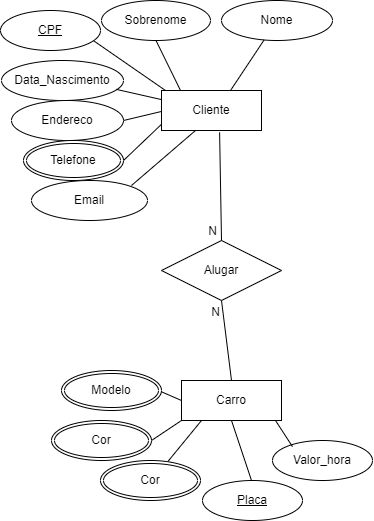 CPF
Sobrenome
Nome
Data_Nascimento
Cliente
Endereco
Telefone
Email
N
Alugar
N
Modelo
Carro
Cor
Valor_hora
Cor
Placa